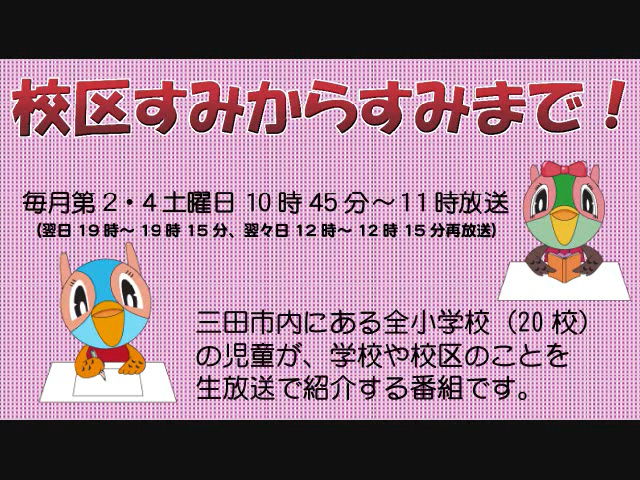 校区すみからすみまで！
毎月第2・4土曜日10時45分～11時放送
（翌日19時～19時15分、翌々日12時～12時15分再放送）
三田市内にある全小学校（20校）
の児童が、学校や校区のことを
生放送で紹介する番組です。